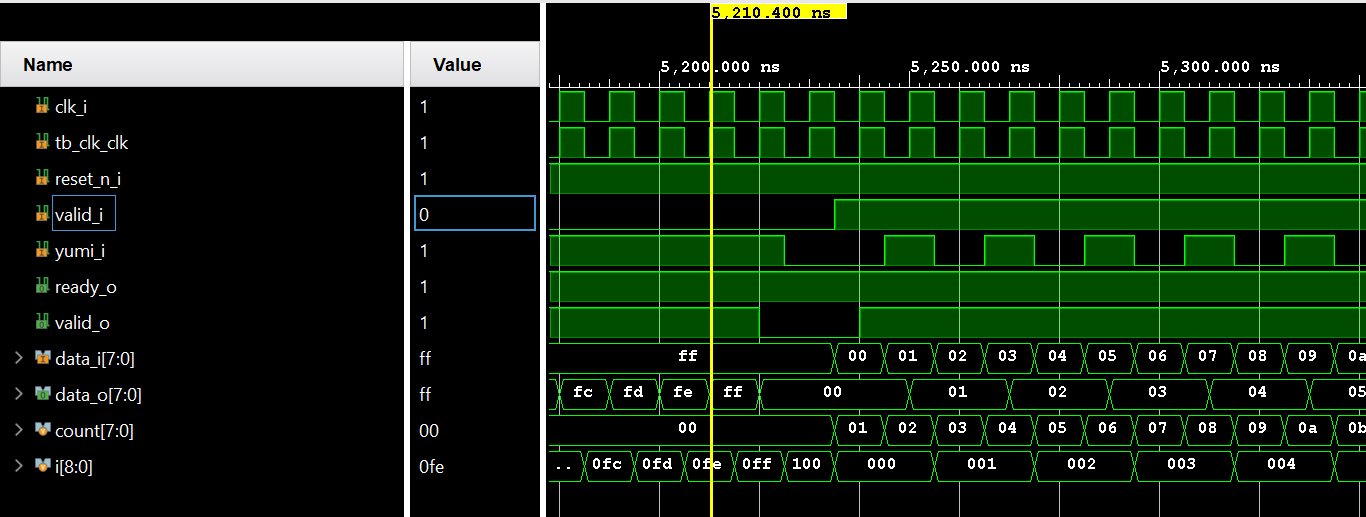 5,210.400 ns
Name Value
5,200.000 ns 5,250.000 ns 5,300.000 ns
clk_i 1
tb_clk_clk 1
reset_n_i 1
valid_i 0
yumi_i 1
ready_o 1
valid_o 1
data_i[7:0] ff ff 00 01 02 03 04 05 06 07 08 09 0a
data_o[7:0] ff fc fd fe ff 00 01 02 03 04 05
count[7:0] 00 00 01 02 03 04 05 06 07 08 09 0a 0b
i[8:0] 0fe .. 0fc 0fd 0fe 0ff 100 000 001 002 003 004